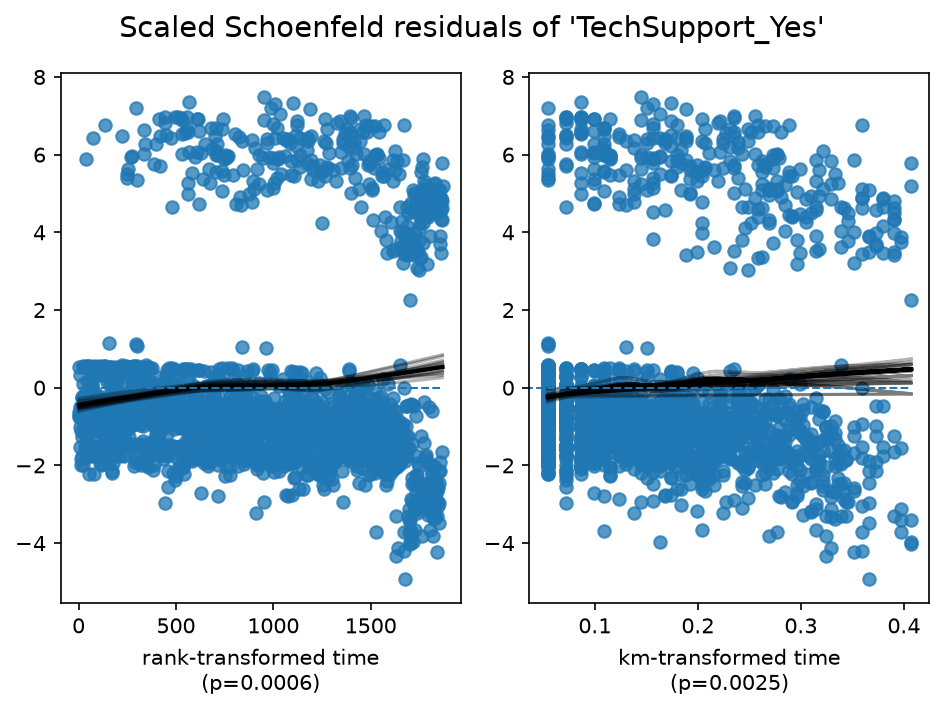 Scaled Schoenfeld residuals of 'TechSupport_Yes'
8
6
4
2
0
−2
−4
0 500 1000 1500
rank-transformed time
(p=0.0006)
8
6
4
2
0
−2
−4
0.1 0.2 0.3 0.4
km-transformed time
(p=0.0025)